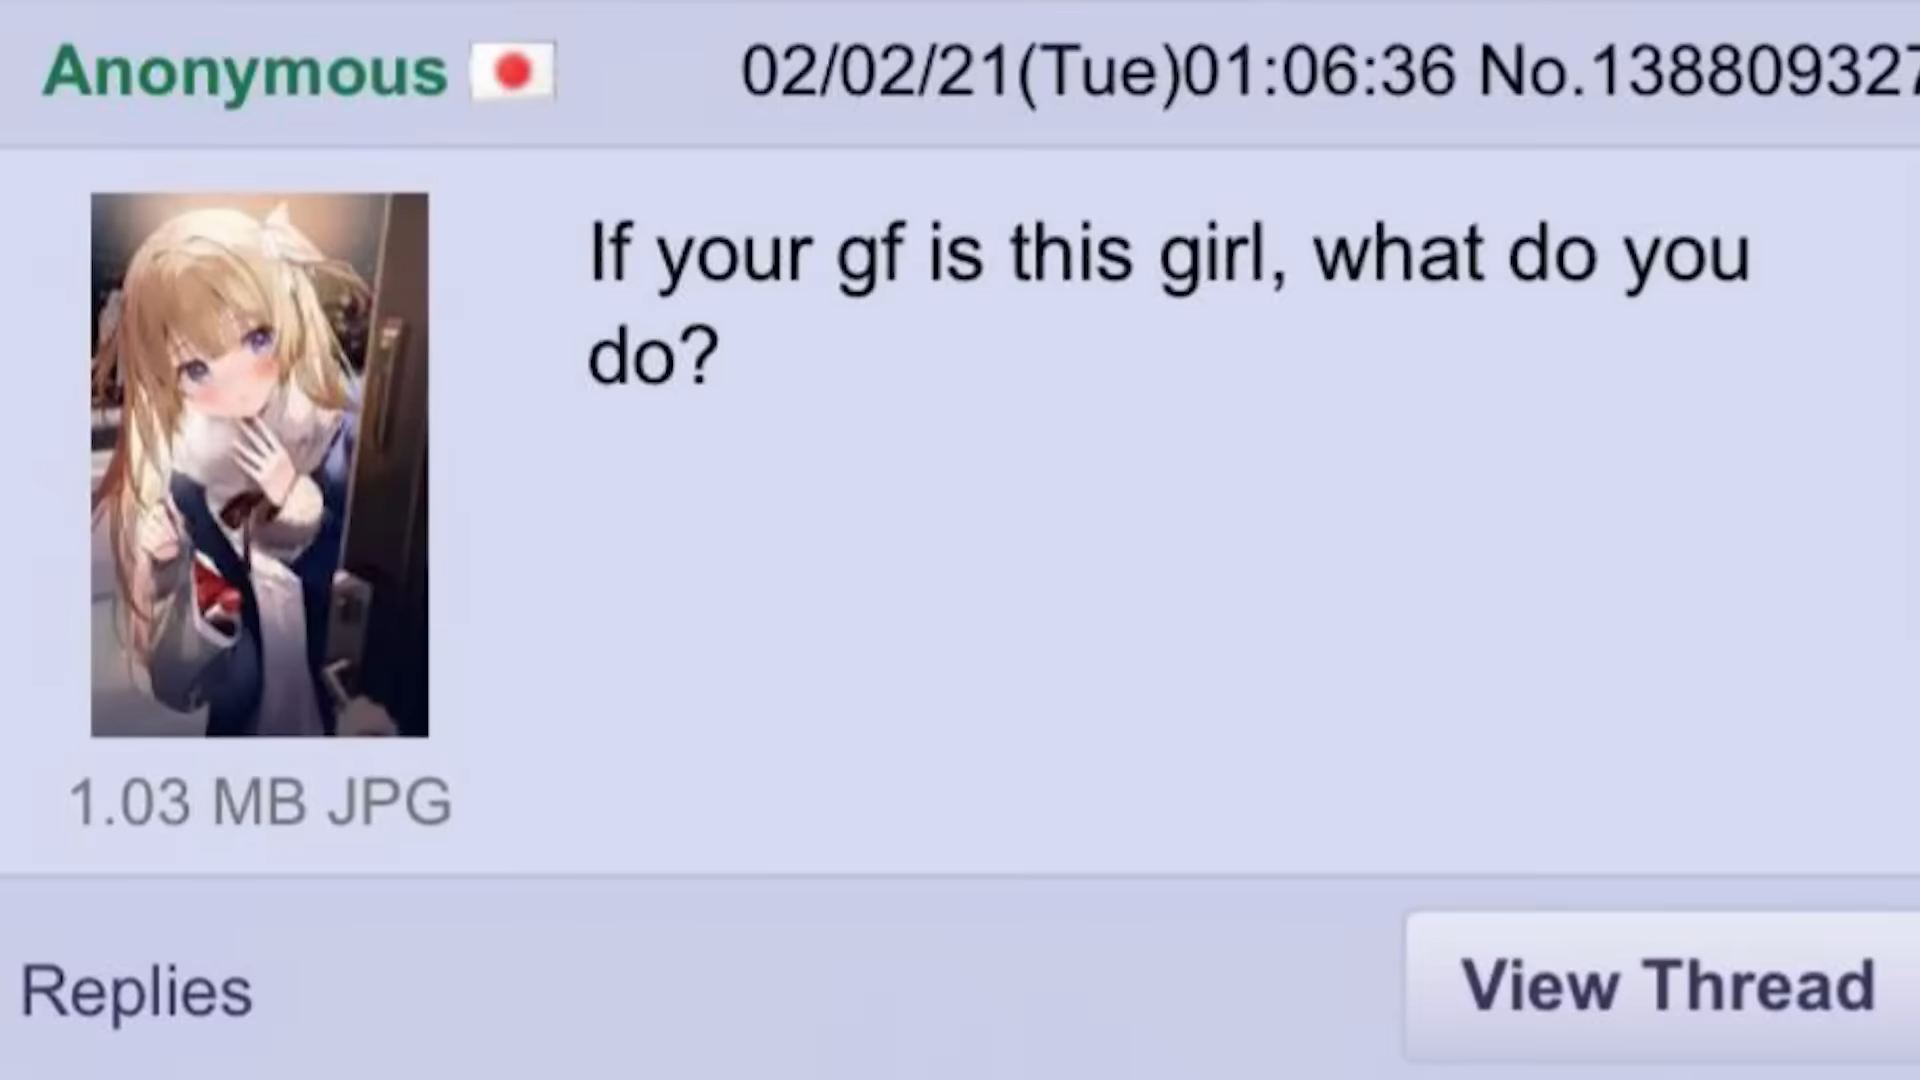 Anonymous 02/02/21(Tue)01:06:36 No.138809327
If your gf is this girl, what do you
do?
1.03 MB JPG
Replies
View Thread